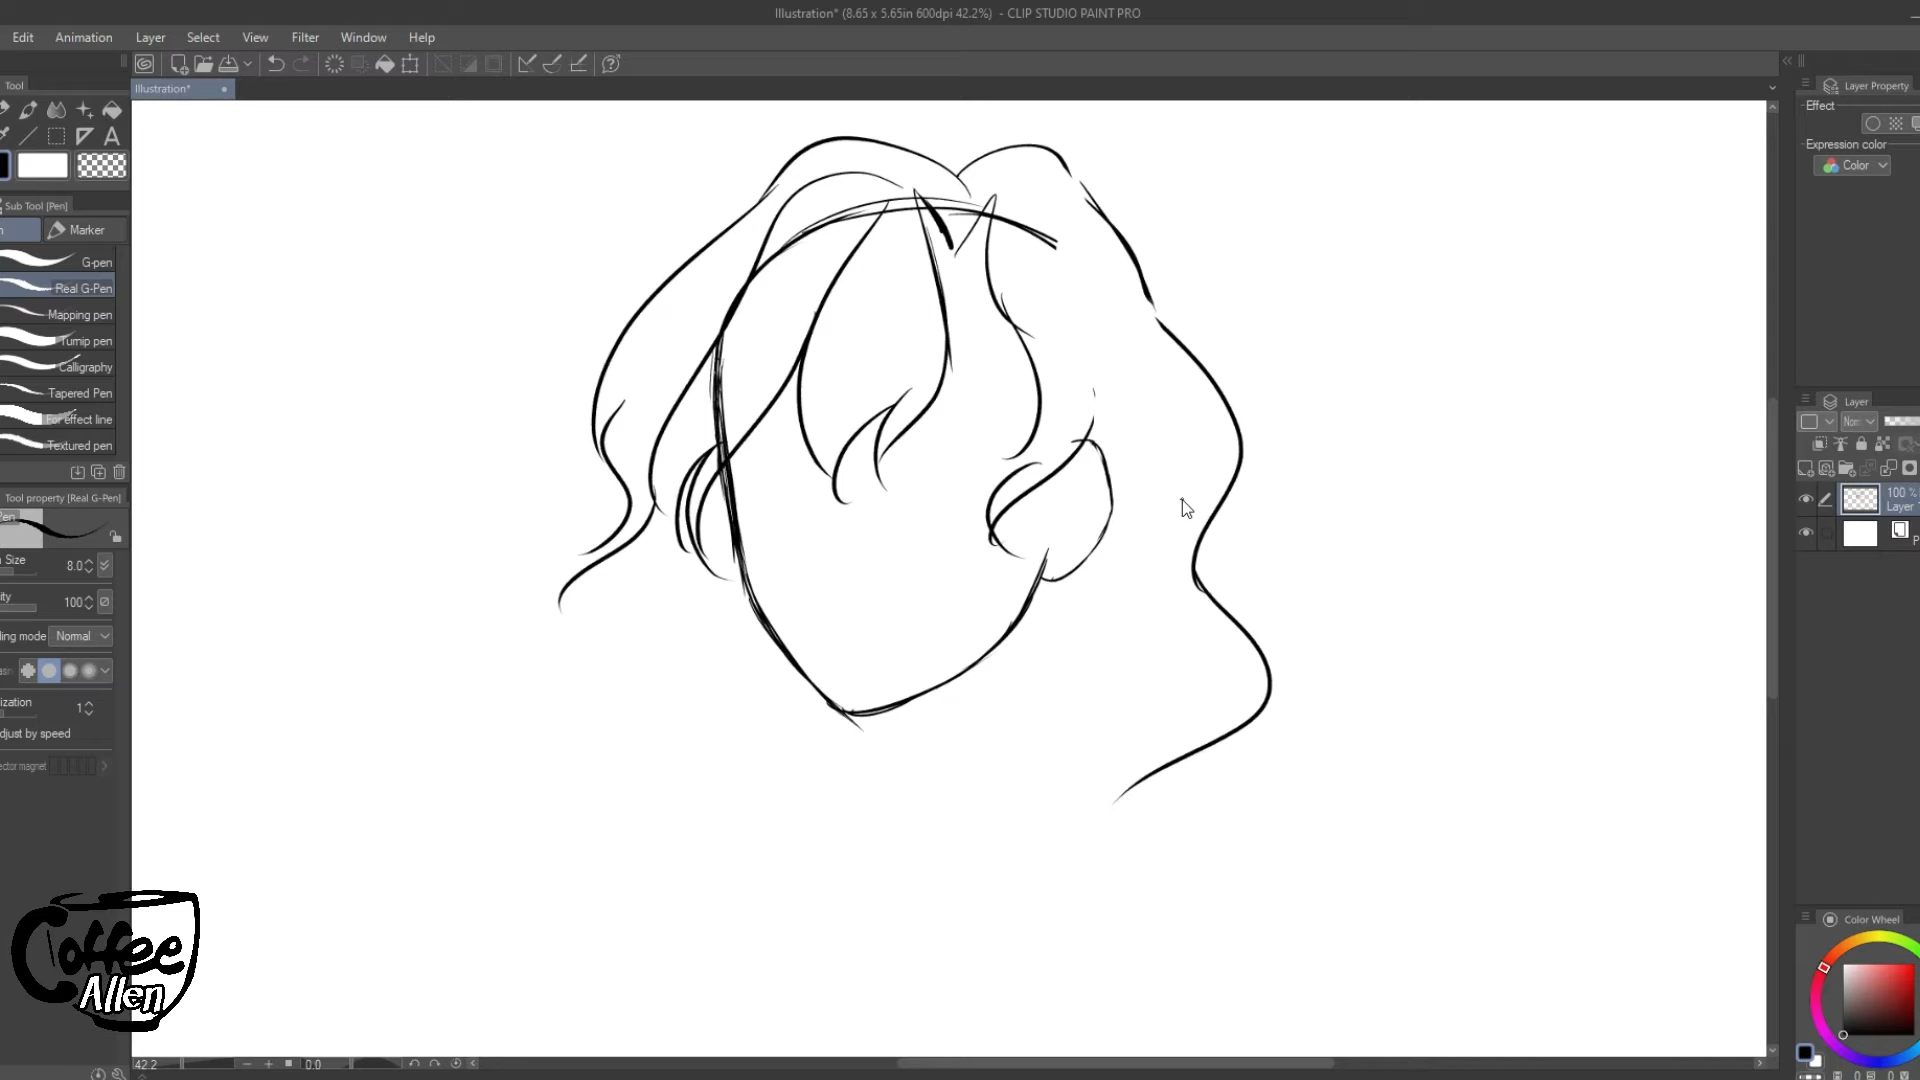 Illustration* (8.65 x 5.65in 600dpi 42.2%) - CLIP STUDIO PAINT PRO
Edit Animation Layer Select View Filter Window Help
Tool
Illustration*
Layer Property
Effect
Expression color
Color
Sub Tool [Pen]
Marker
G-pen
Real G-Pen
Mapping pen
Turnip pen
Calligraphy
Tapered Pen
For effect line
Textured pen
Tool property [Real G-Pen]
Pen
Size 8.0
100
Normal
1
by speed
Layer
100 %
Layer
Color Wheel
Coffee
Allen
42.2
0.0